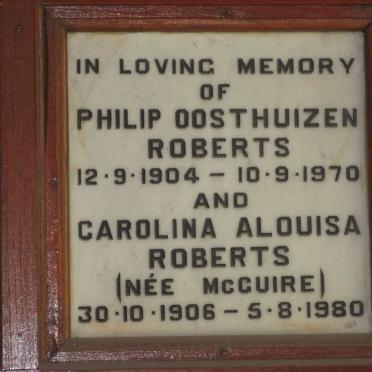 IN LOVING MEMORY
OF
PHILIP OOSTHUIZEN
ROBERTS
12·9·1904 – 10·9·1970
AND
CAROLINA ALOUISA
ROBERTS
(NÉE McGUIRE)
30·10·1906 – 5·8·1980